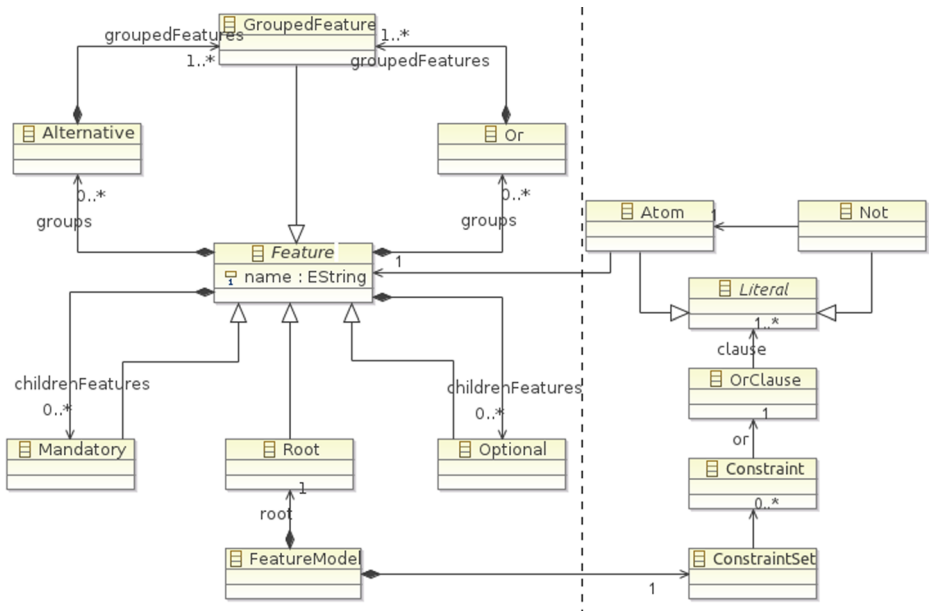 GroupedFeature
groupedFeatures
1..*
1..*
groupedFeatures
Alternative
Or
0..*
groups
0..*
groups
Atom
1
Not
Feature
name : EString
1
Literal
1..*
clause
OrClause
1
or
childrenFeatures
0..*
childrenFeatures
0..*
Mandatory
Root
Optional
Constraint
0..*
1
root
FeatureModel
1
ConstraintSet